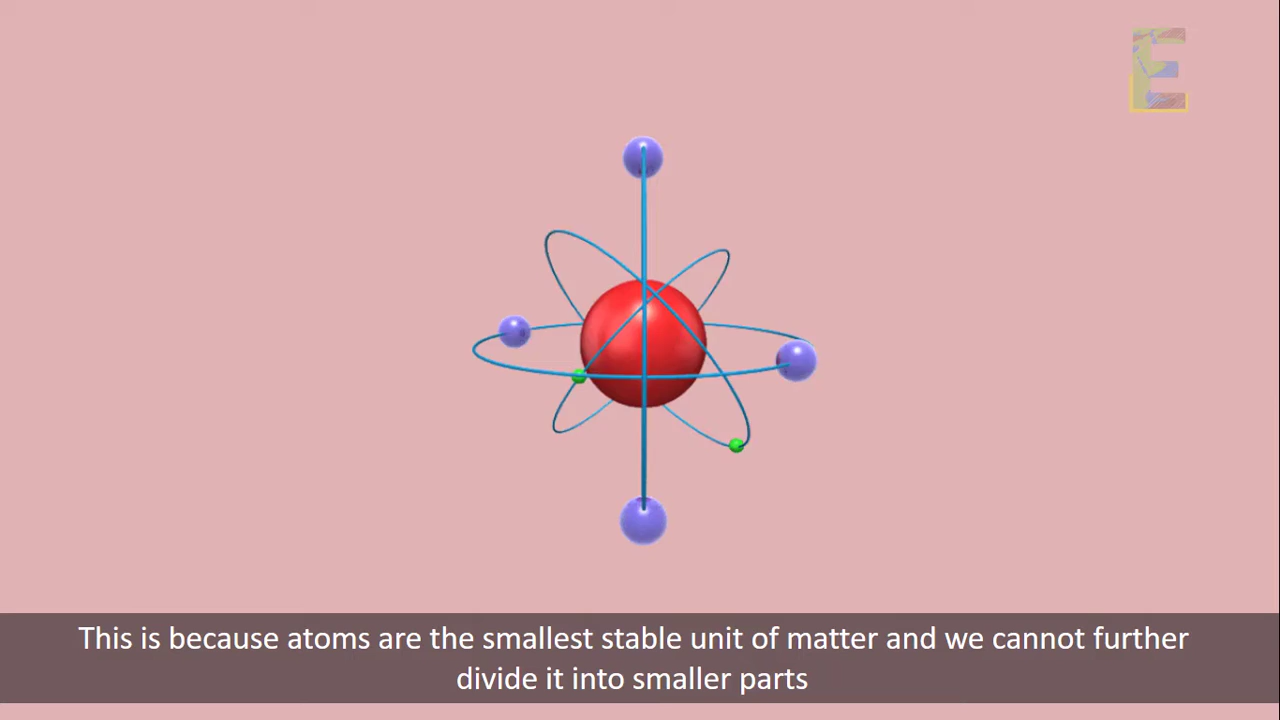 E
This is because atoms are the smallest stable unit of matter and we cannot further
divide it into smaller parts